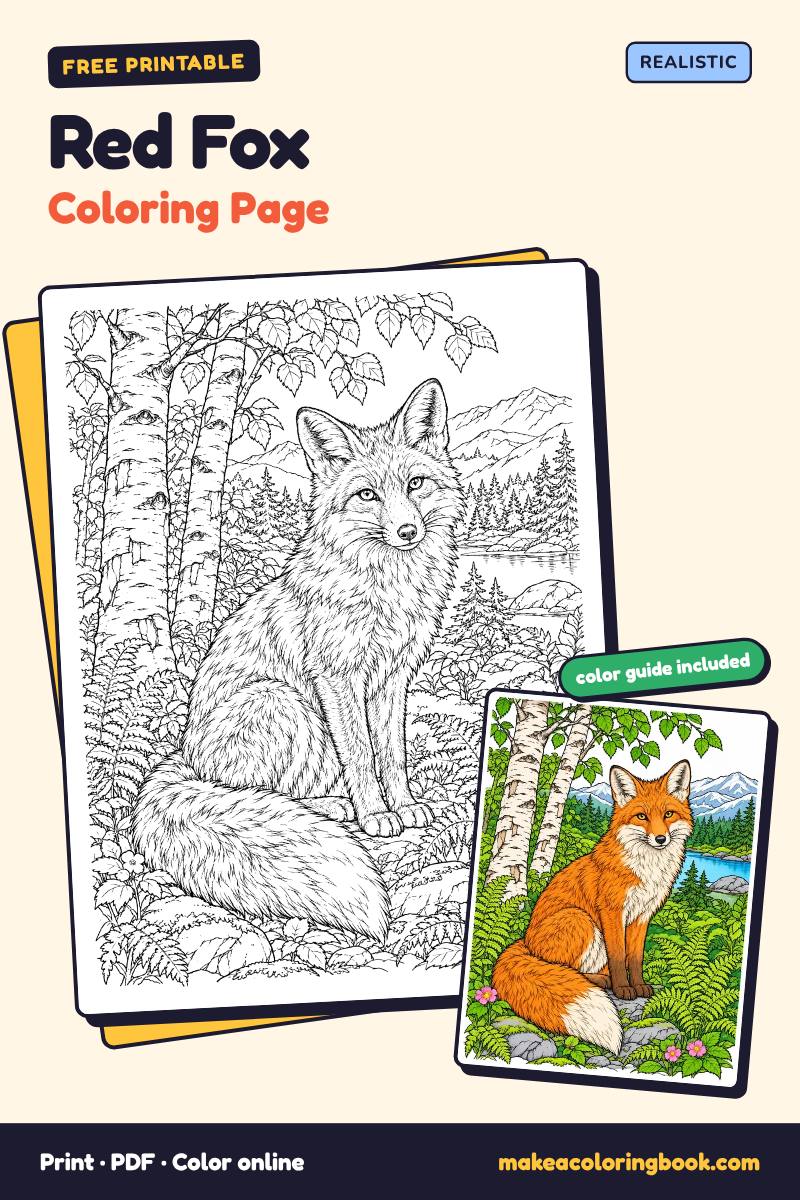 FREE PRINTABLE
REALISTIC
Red Fox
Coloring Page
color guide included
Print · PDF · Color online
makeacoloringbook.com